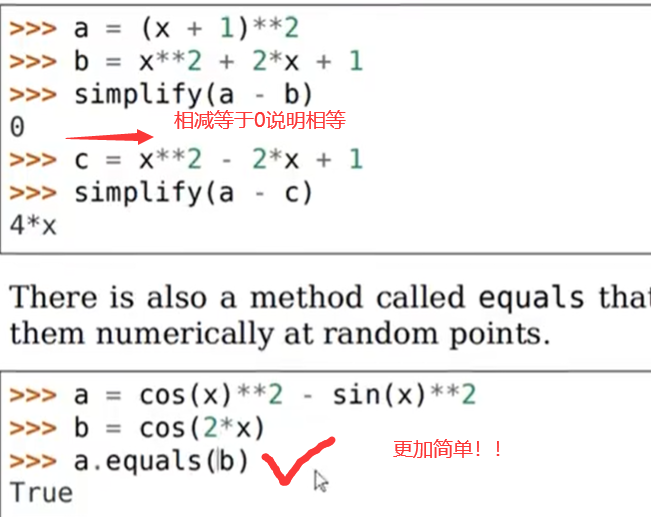 >>> a = (x + 1)**2
>>> b = x**2 + 2*x + 1
>>> simplify(a - b)
0
相减等于0说明相等
>>> c = x**2 - 2*x + 1
>>> simplify(a - c)
4*x
There is also a method called equals that
them numerically at random points.
>>> a = cos(x)**2 - sin(x)**2
>>> b = cos(2*x)
>>> a.equals(b)
更加简单！！
True